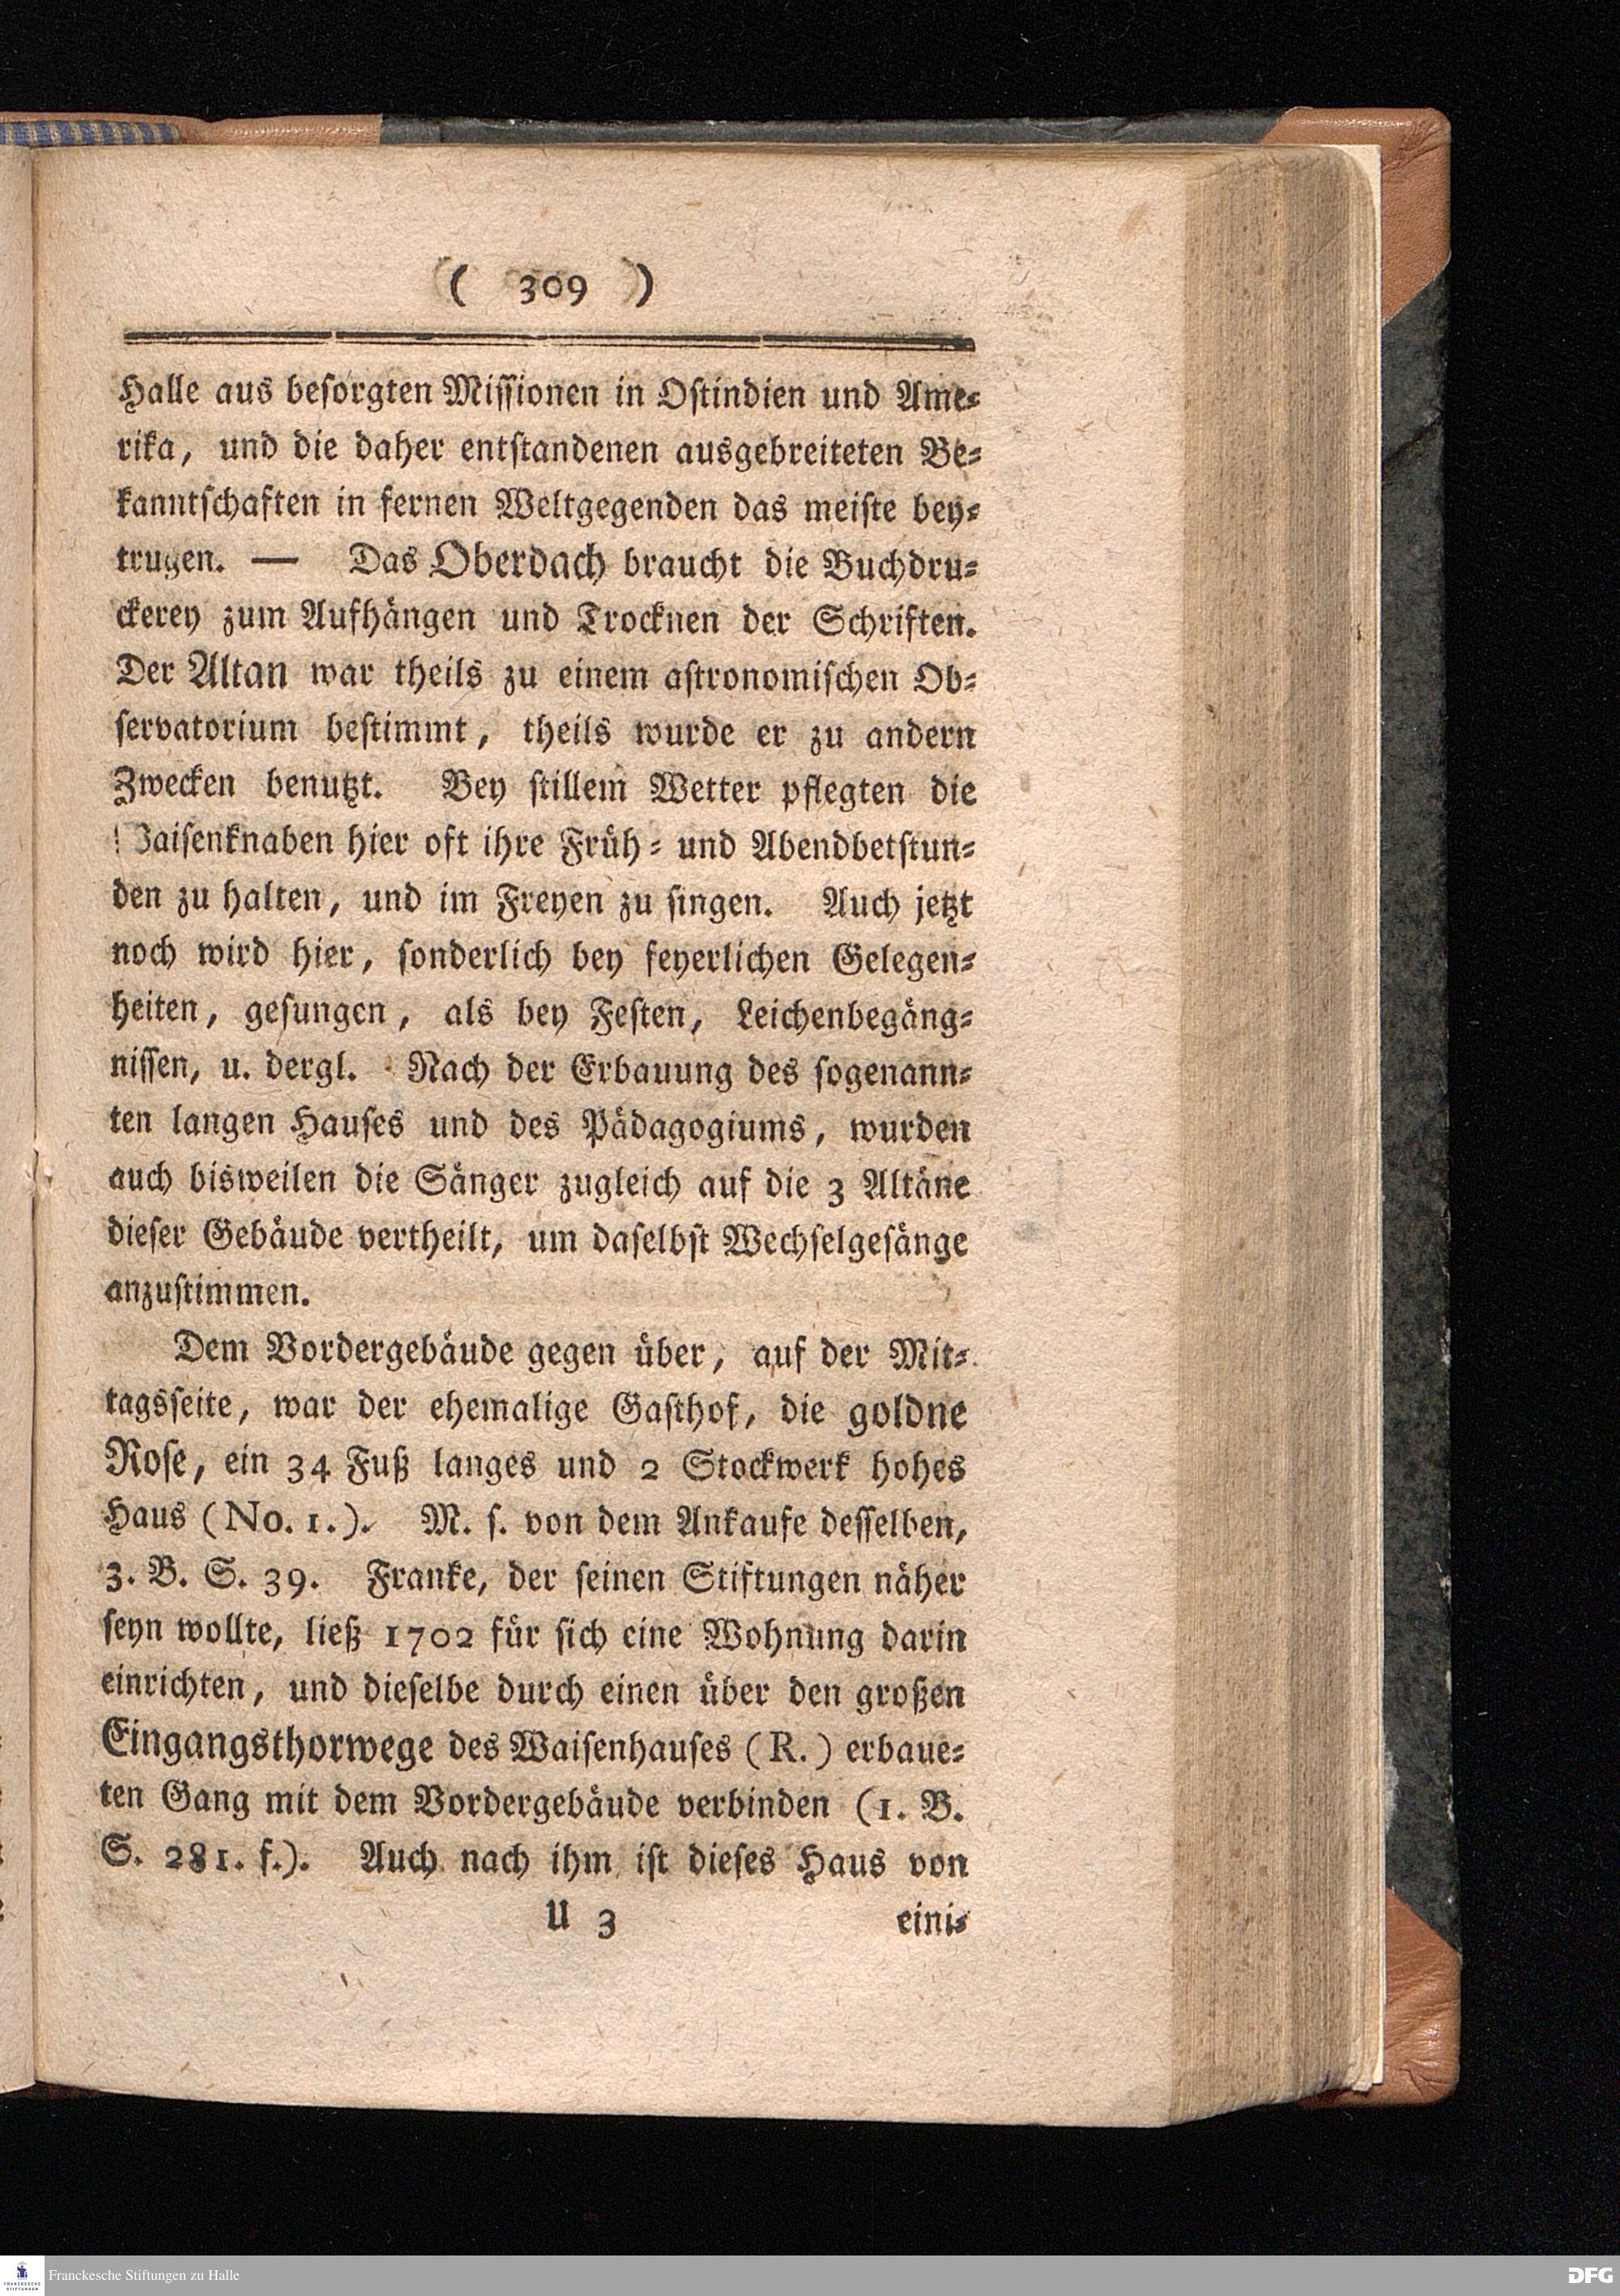 ( 309 )
Halle aus besorgten Missionen in Ostindien und Ame-
rika, und die daher entstandenen ausgebreiteten Be-
kanntschaften in fernen Weltgegenden das meiste bey-
trugen. — Das Oberdach braucht die Buchdru-
ckerey zum Aufhängen und Trocknen der Schriften.
Der Altan war theils zu einem astronomischen Ob-
servatorium bestimmt, theils wurde er zu andern
Zwecken benutzt. Bey stillem Wetter pflegten die
Waisenknaben hier oft ihre Früh- und Abendbetstun-
den zu halten, und im Freyen zu singen. Auch jetzt
noch wird hier, sonderlich bey feyerlichen Gelegen-
heiten, gesungen, als bey Festen, Leichenbegäng-
nissen, u. dergl. Nach der Erbauung des sogenann-
ten langen Hauses und des Pädagogiums, wurden
auch bisweilen die Sänger zugleich auf die 3 Altäne
dieser Gebäude vertheilt, um daselbst Wechselgesänge
anzustimmen.
Dem Vordergebäude gegen über, auf der Mit-
tagsseite, war der ehemalige Gasthof, die goldne
Rose, ein 34 Fuß langes und 2 Stockwerk hohes
Haus (No. 1.). M. s. von dem Ankaufe desselben,
3. B. S. 39. Franke, der seinen Stiftungen näher
seyn wollte, ließ 1702 für sich eine Wohnung darin
einrichten, und dieselbe durch einen über den großen
Eingangsthorwege des Waisenhauses (R.) erbaue-
ten Gang mit dem Vordergebäude verbinden (1. B.
S. 281. f.). Auch nach ihm ist dieses Haus von
U 3 eini-
FRANCKESCHE STIFTUNGEN
Franckesche Stiftungen zu Halle
DFG